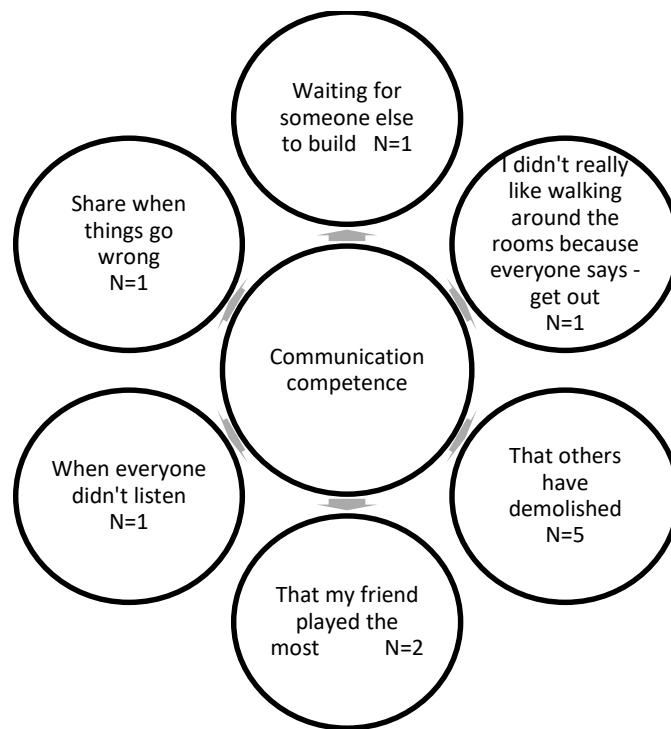 Waiting for
someone else
to build N=1
I didn't really
like walking
around the
rooms because
everyone says -
get out
N=1
Share when
things go
wrong
N=1
Communication
competence
When everyone
didn't listen
N=1
That others
have
demolished
N=5
That my friend
played the
most N=2